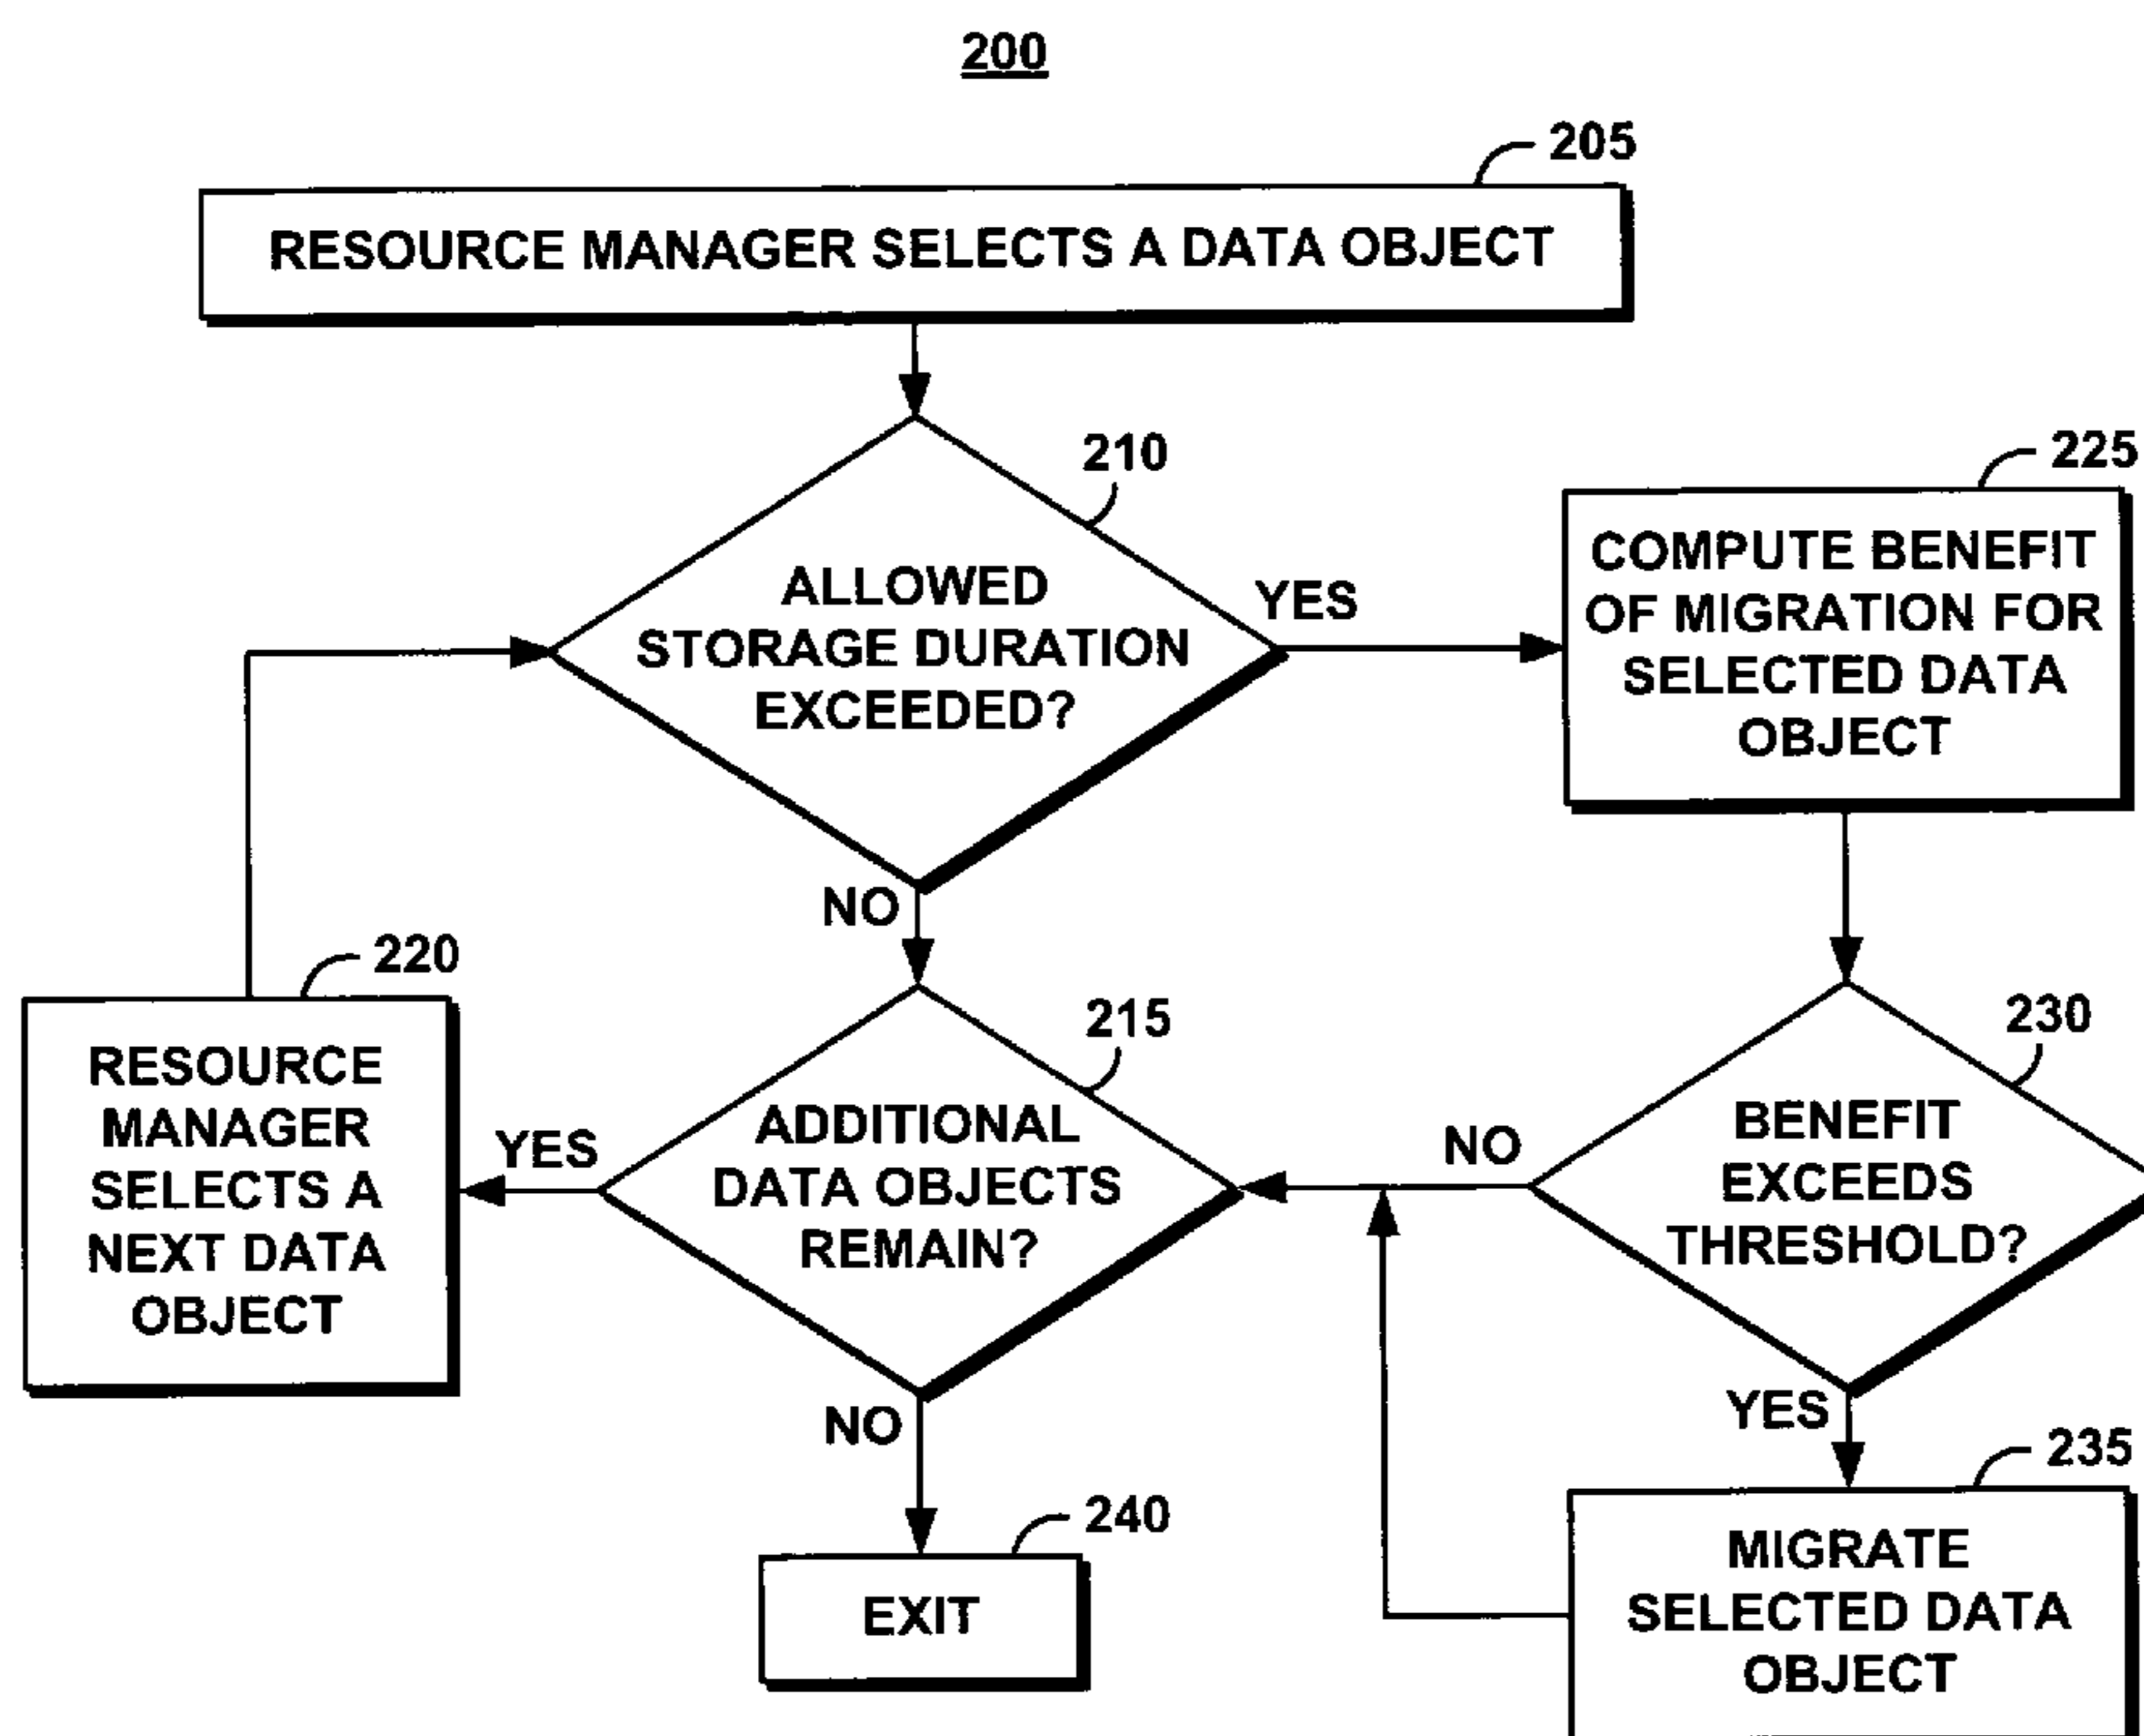 200
205
RESOURCE MANAGER SELECTS A DATA OBJECT
210
ALLOWED
STORAGE DURATION
EXCEEDED?
YES
NO
225
COMPUTE BENEFIT
OF MIGRATION FOR
SELECTED DATA
OBJECT
220
RESOURCE
MANAGER
SELECTS A
NEXT DATA
OBJECT
YES
215
ADDITIONAL
DATA OBJECTS
REMAIN?
NO
NO
230
BENEFIT
EXCEEDS
THRESHOLD?
YES
240
EXIT
235
MIGRATE
SELECTED DATA
OBJECT